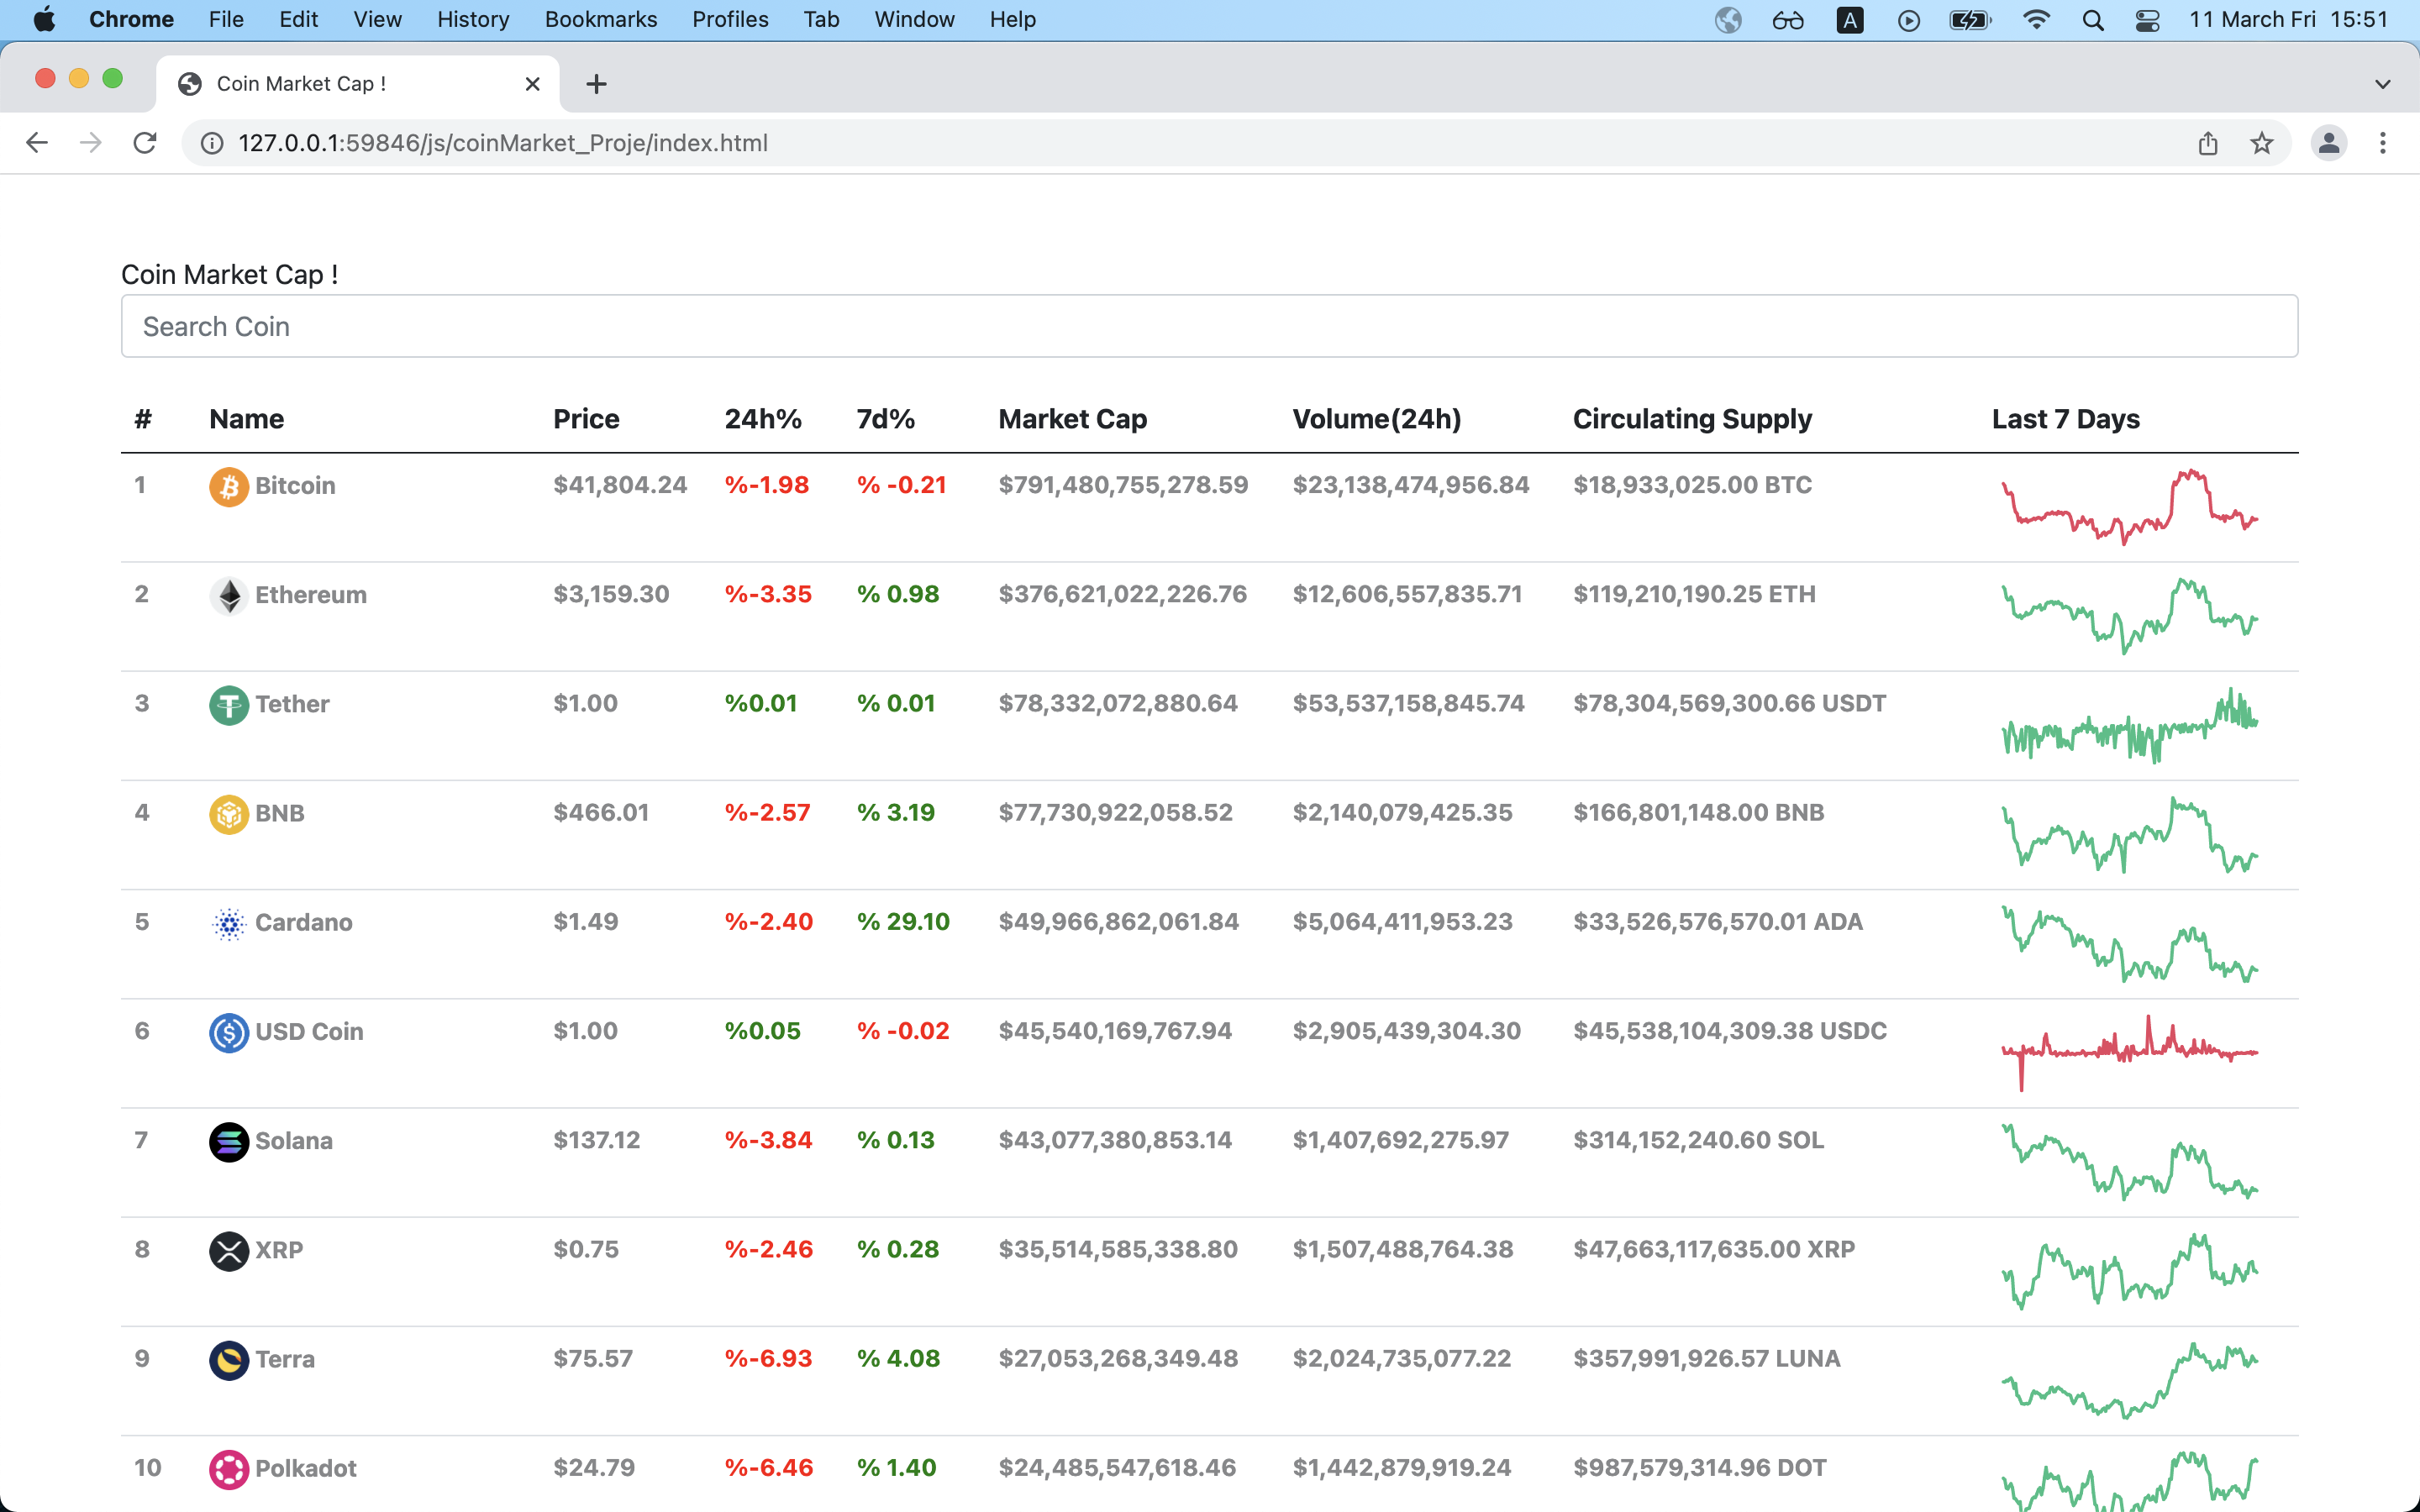 Chrome File Edit View History Bookmarks Profiles Tab Window Help A 11 March Fri 15:51
Coin Market Cap !
127.0.0.1:59846/js/coinMarket_Proje/index.html
Coin Market Cap !
Search Coin
# Name Price 24h% 7d% Market Cap Volume(24h) Circulating Supply Last 7 Days
1 Bitcoin $41,804.24 %-1.98 % -0.21 $791,480,755,278.59 $23,138,474,956.84 $18,933,025.00 BTC
2 Ethereum $3,159.30 %-3.35 % 0.98 $376,621,022,226.76 $12,606,557,835.71 $119,210,190.25 ETH
3 Tether $1.00 %0.01 % 0.01 $78,332,072,880.64 $53,537,158,845.74 $78,304,569,300.66 USDT
4 BNB $466.01 %-2.57 % 3.19 $77,730,922,058.52 $2,140,079,425.35 $166,801,148.00 BNB
5 Cardano $1.49 %-2.40 % 29.10 $49,966,862,061.84 $5,064,411,953.23 $33,526,576,570.01 ADA
6 USD Coin $1.00 %0.05 % -0.02 $45,540,169,767.94 $2,905,439,304.30 $45,538,104,309.38 USDC
7 Solana $137.12 %-3.84 % 0.13 $43,077,380,853.14 $1,407,692,275.97 $314,152,240.60 SOL
8 XRP $0.75 %-2.46 % 0.28 $35,514,585,338.80 $1,507,488,764.38 $47,663,117,635.00 XRP
9 Terra $75.57 %-6.93 % 4.08 $27,053,268,349.48 $2,024,735,077.22 $357,991,926.57 LUNA
10 Polkadot $24.79 %-6.46 % 1.40 $24,485,547,618.46 $1,442,879,919.24 $987,579,314.96 DOT